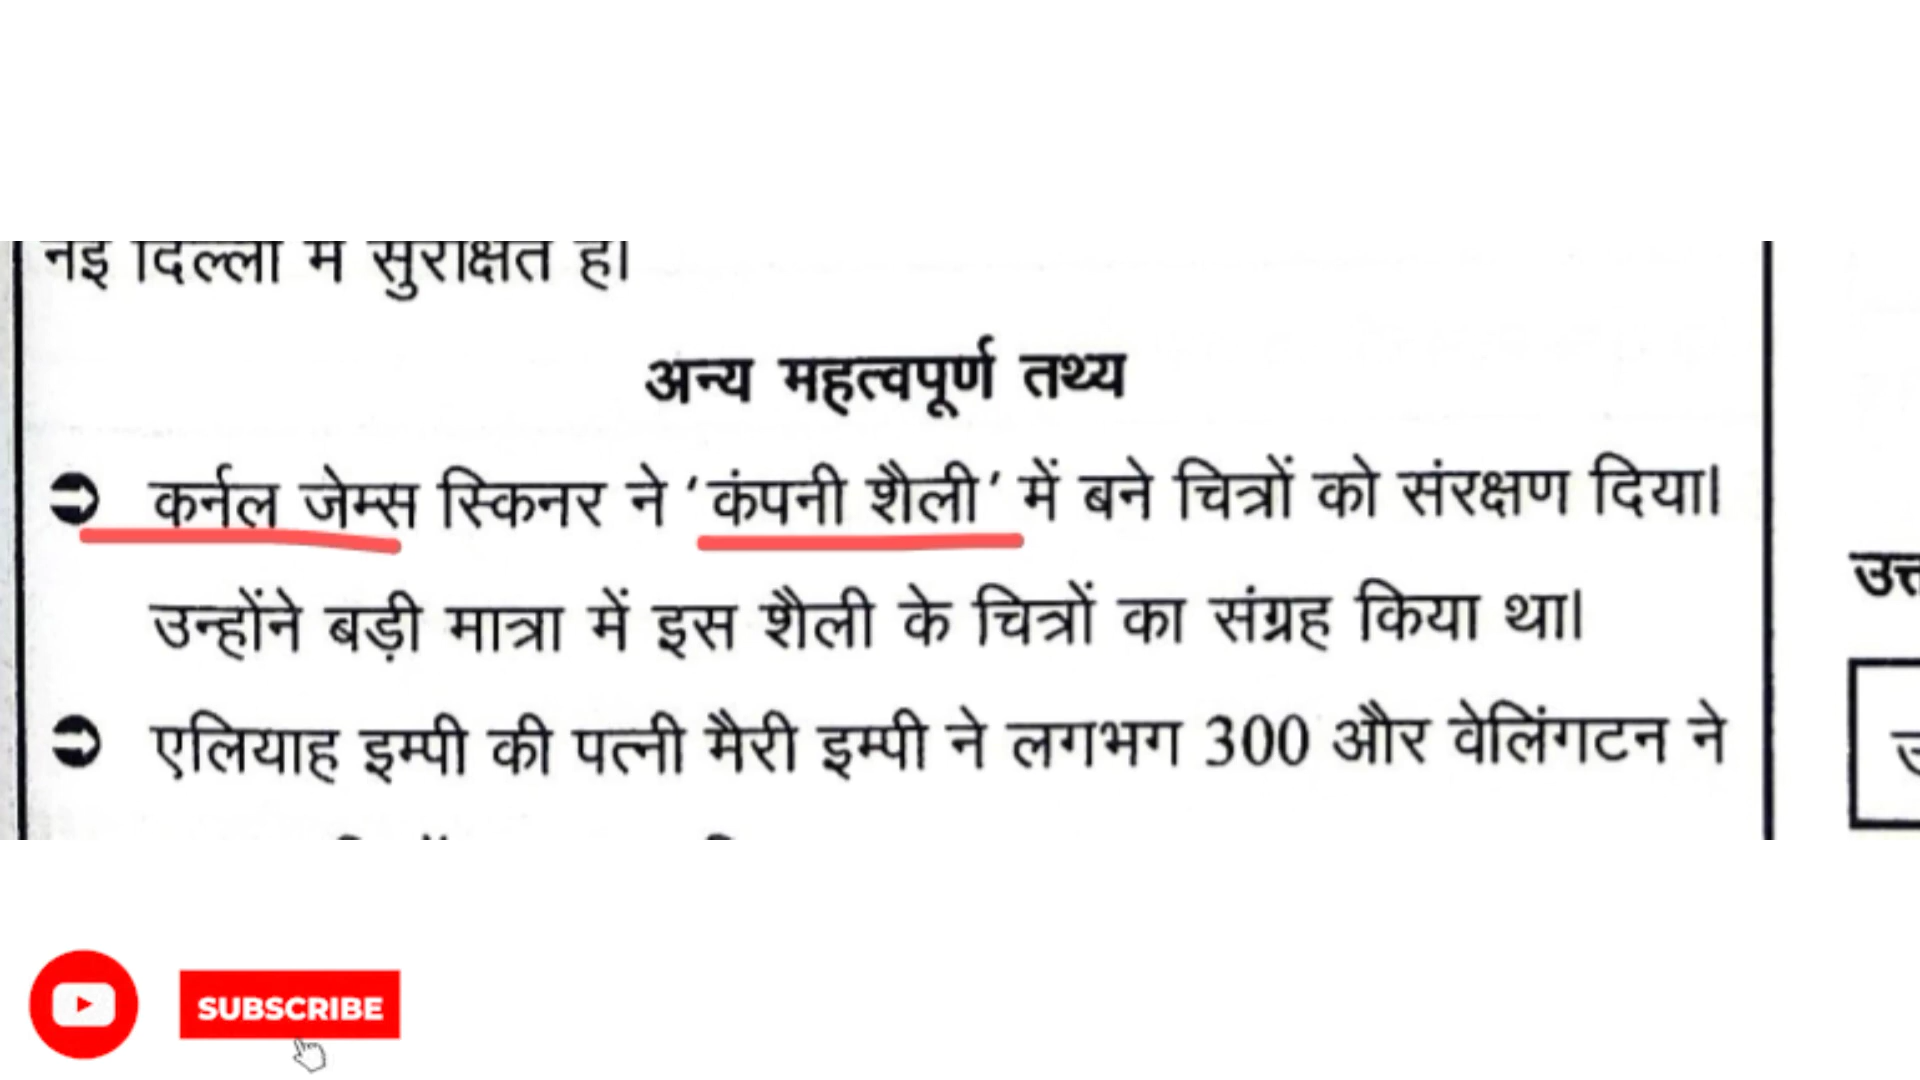 नई दिल्ली में सुरक्षित है।
अन्य महत्वपूर्ण तथ्य
➲ कर्नल जेम्स स्किनर ने ‘कंपनी शैली’ में बने चित्रों को संरक्षण दिया।
उन्होंने बड़ी मात्रा में इस शैली के चित्रों का संग्रह किया था।
➲ एलियाह इम्पी की पत्नी मैरी इम्पी ने लगभग 300 और वेलिंगटन ने
SUBSCRIBE